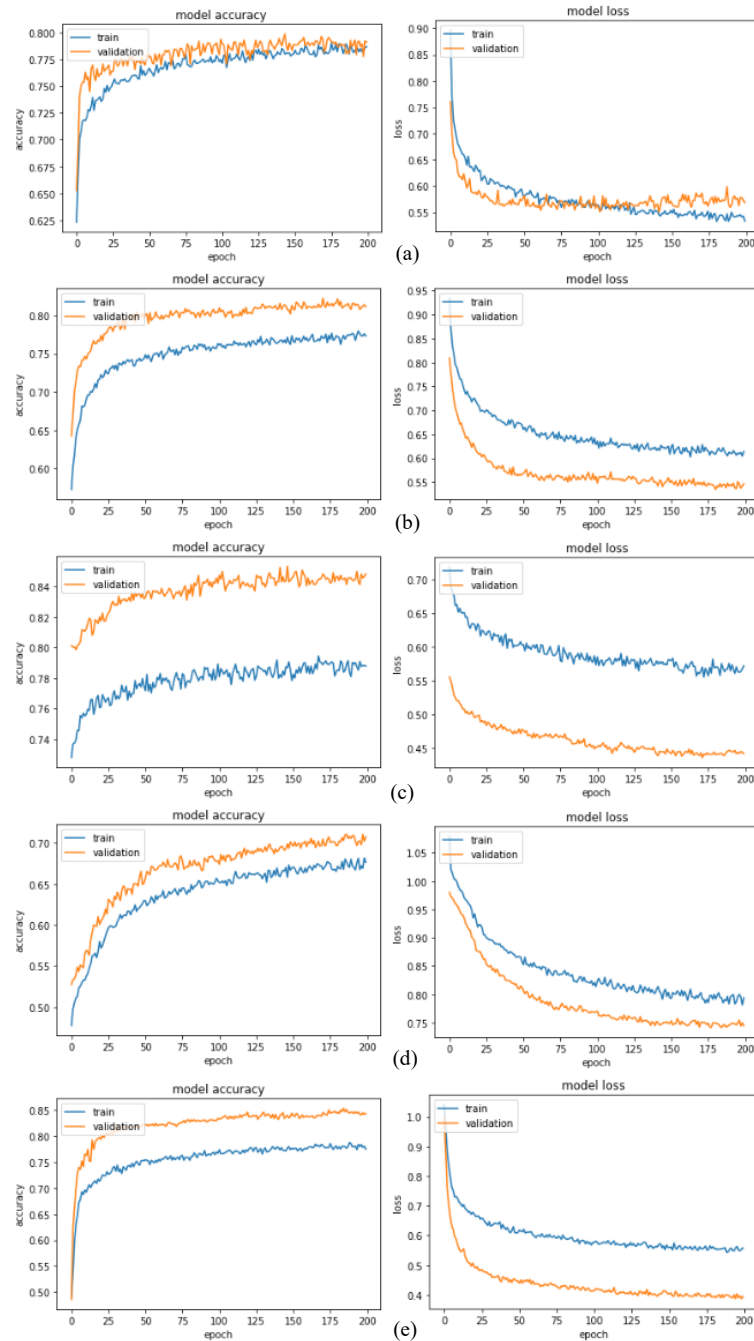 model accuracy
train
validation
0.800
0.775
0.750
0.725
0.700
0.675
0.650
0.625
accuracy
0 25 50 75 100 125 150 175 200
epoch
model loss
train
validation
0.90
0.85
0.80
0.75
0.70
0.65
0.60
0.55
loss
0 25 50 75 100 125 150 175 200
epoch
(a)
model accuracy
train
validation
0.80
0.75
0.70
0.65
0.60
accuracy
0 25 50 75 100 125 150 175 200
epoch
model loss
train
validation
0.95
0.90
0.85
0.80
0.75
0.70
0.65
0.60
0.55
loss
0 25 50 75 100 125 150 175 200
epoch
(b)
model accuracy
train
validation
0.84
0.82
0.80
0.78
0.76
0.74
accuracy
0 25 50 75 100 125 150 175 200
epoch
model loss
train
validation
0.70
0.65
0.60
0.55
0.50
0.45
loss
0 25 50 75 100 125 150 175 200
epoch
(c)
model accuracy
train
validation
0.70
0.65
0.60
0.55
0.50
accuracy
0 25 50 75 100 125 150 175 200
epoch
model loss
train
validation
1.05
1.00
0.95
0.90
0.85
0.80
0.75
loss
0 25 50 75 100 125 150 175 200
epoch
(d)
model accuracy
train
validation
0.85
0.80
0.75
0.70
0.65
0.60
0.55
0.50
accuracy
0 25 50 75 100 125 150 175 200
epoch
model loss
train
validation
1.0
0.9
0.8
0.7
0.6
0.5
0.4
loss
0 25 50 75 100 125 150 175 200
epoch
(e)